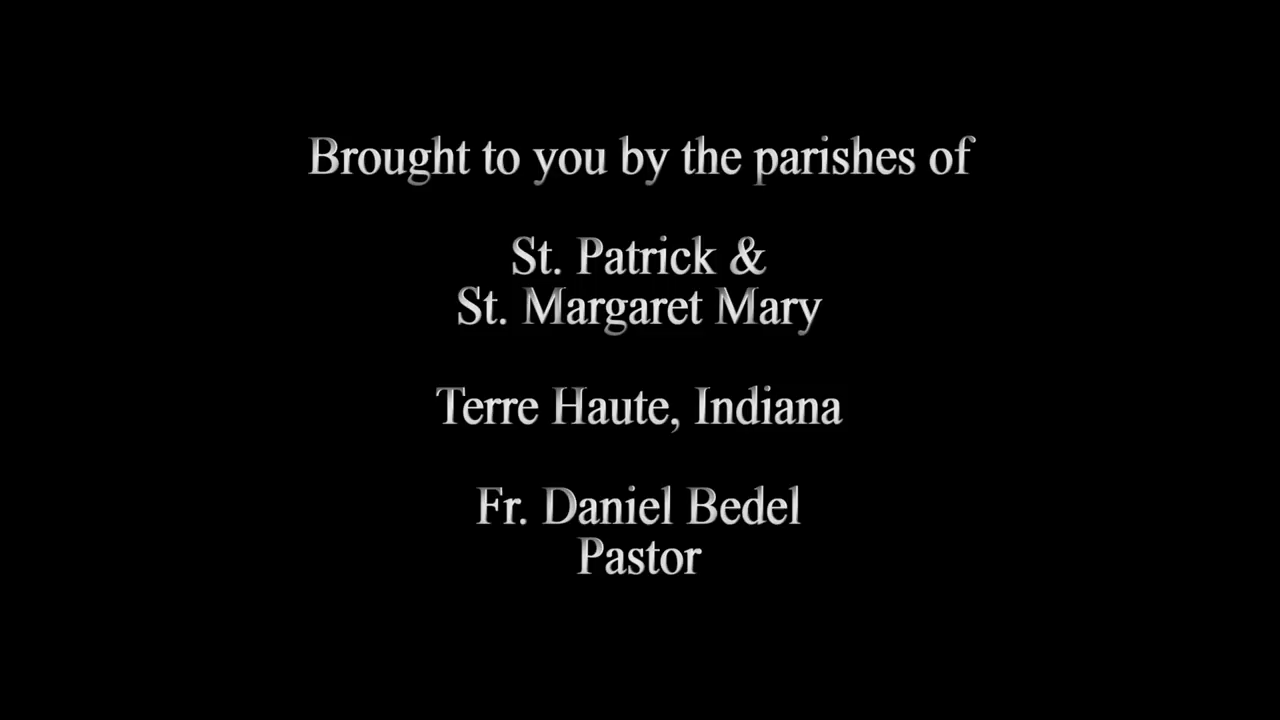 Brought to you by the parishes of
St. Patrick &
St. Margaret Mary
Terre Haute, Indiana
Fr. Daniel Bedel
Pastor